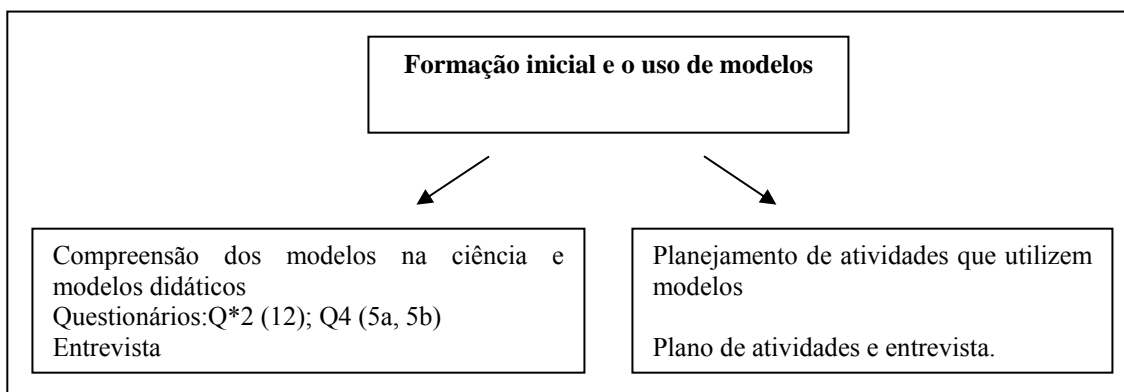 Formação inicial e o uso de modelos
Compreensão dos modelos na ciência e
modelos didáticos
Questionários:Q*2 (12); Q4 (5a, 5b)
Entrevista
Planejamento de atividades que utilizem
modelos
Plano de atividades e entrevista.